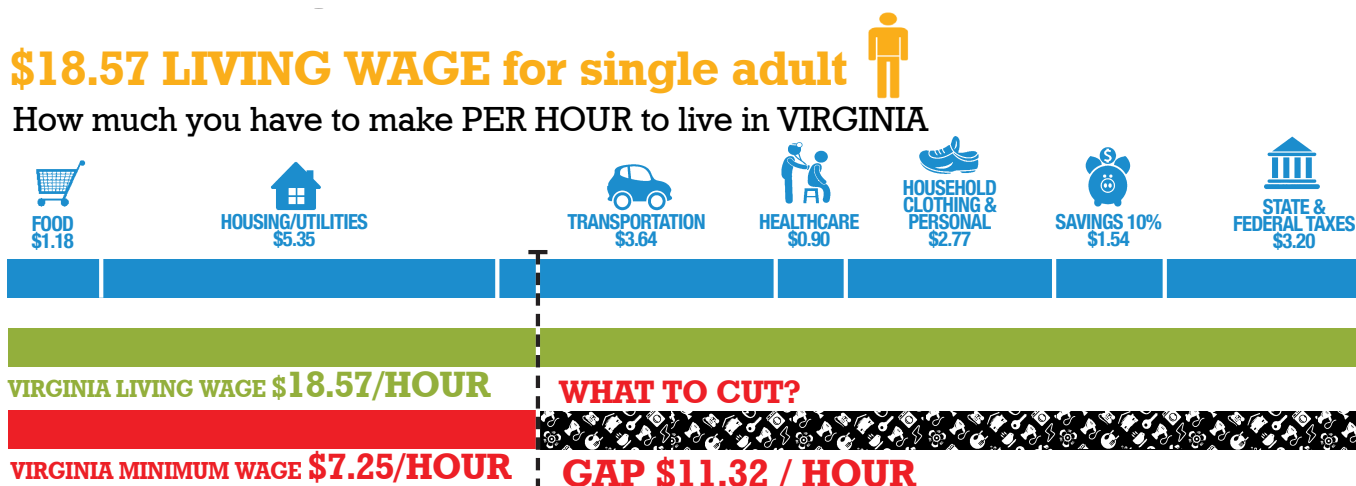 $18.57 LIVING WAGE for single adult
How much you have to make PER HOUR to live in VIRGINIA
FOOD
$1.18
HOUSING/UTILITIES
$5.35
TRANSPORTATION
$3.64
HEALTHCARE
$0.90
HOUSEHOLD
CLOTHING &
PERSONAL
$2.77
$
SAVINGS 10%
$1.54
STATE &
FEDERAL TAXES
$3.20
VIRGINIA LIVING WAGE $18.57/HOUR
WHAT TO CUT?
VIRGINIA MINIMUM WAGE $7.25/HOUR
GAP $11.32 / HOUR